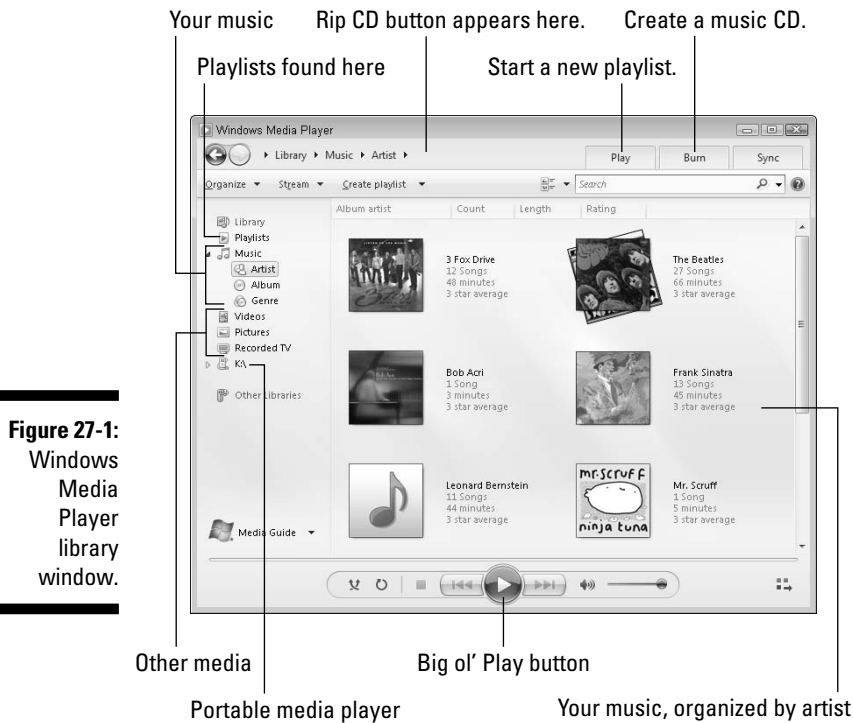 Your music
Rip CD button appears here.
Create a music CD.
Playlists found here
Start a new playlist.
Windows Media Player
Library
Music
Artist
Play
Burn
Sync
Organize
Stream
Create playlist
Search
Album artist
Count
Length
Rating
Library
Playlists
Music
Artist
Album
Genre
Videos
Pictures
Recorded TV
K:\
Other Libraries
3 Fox Drive
12 Songs
48 minutes
3 star average
The Beatles
27 Songs
66 minutes
3 star average
Bob Acri
1 Song
3 minutes
3 star average
Frank Sinatra
13 Songs
45 minutes
3 star average
Leonard Bernstein
11 Songs
44 minutes
3 star average
mr.scruff
ninja tuna
Mr. Scruff
1 Song
5 minutes
3 star average
Media Guide
Figure 27-1:
Windows
Media
Player
library
window.
Other media
Big ol’ Play button
Portable media player
Your music, organized by artist